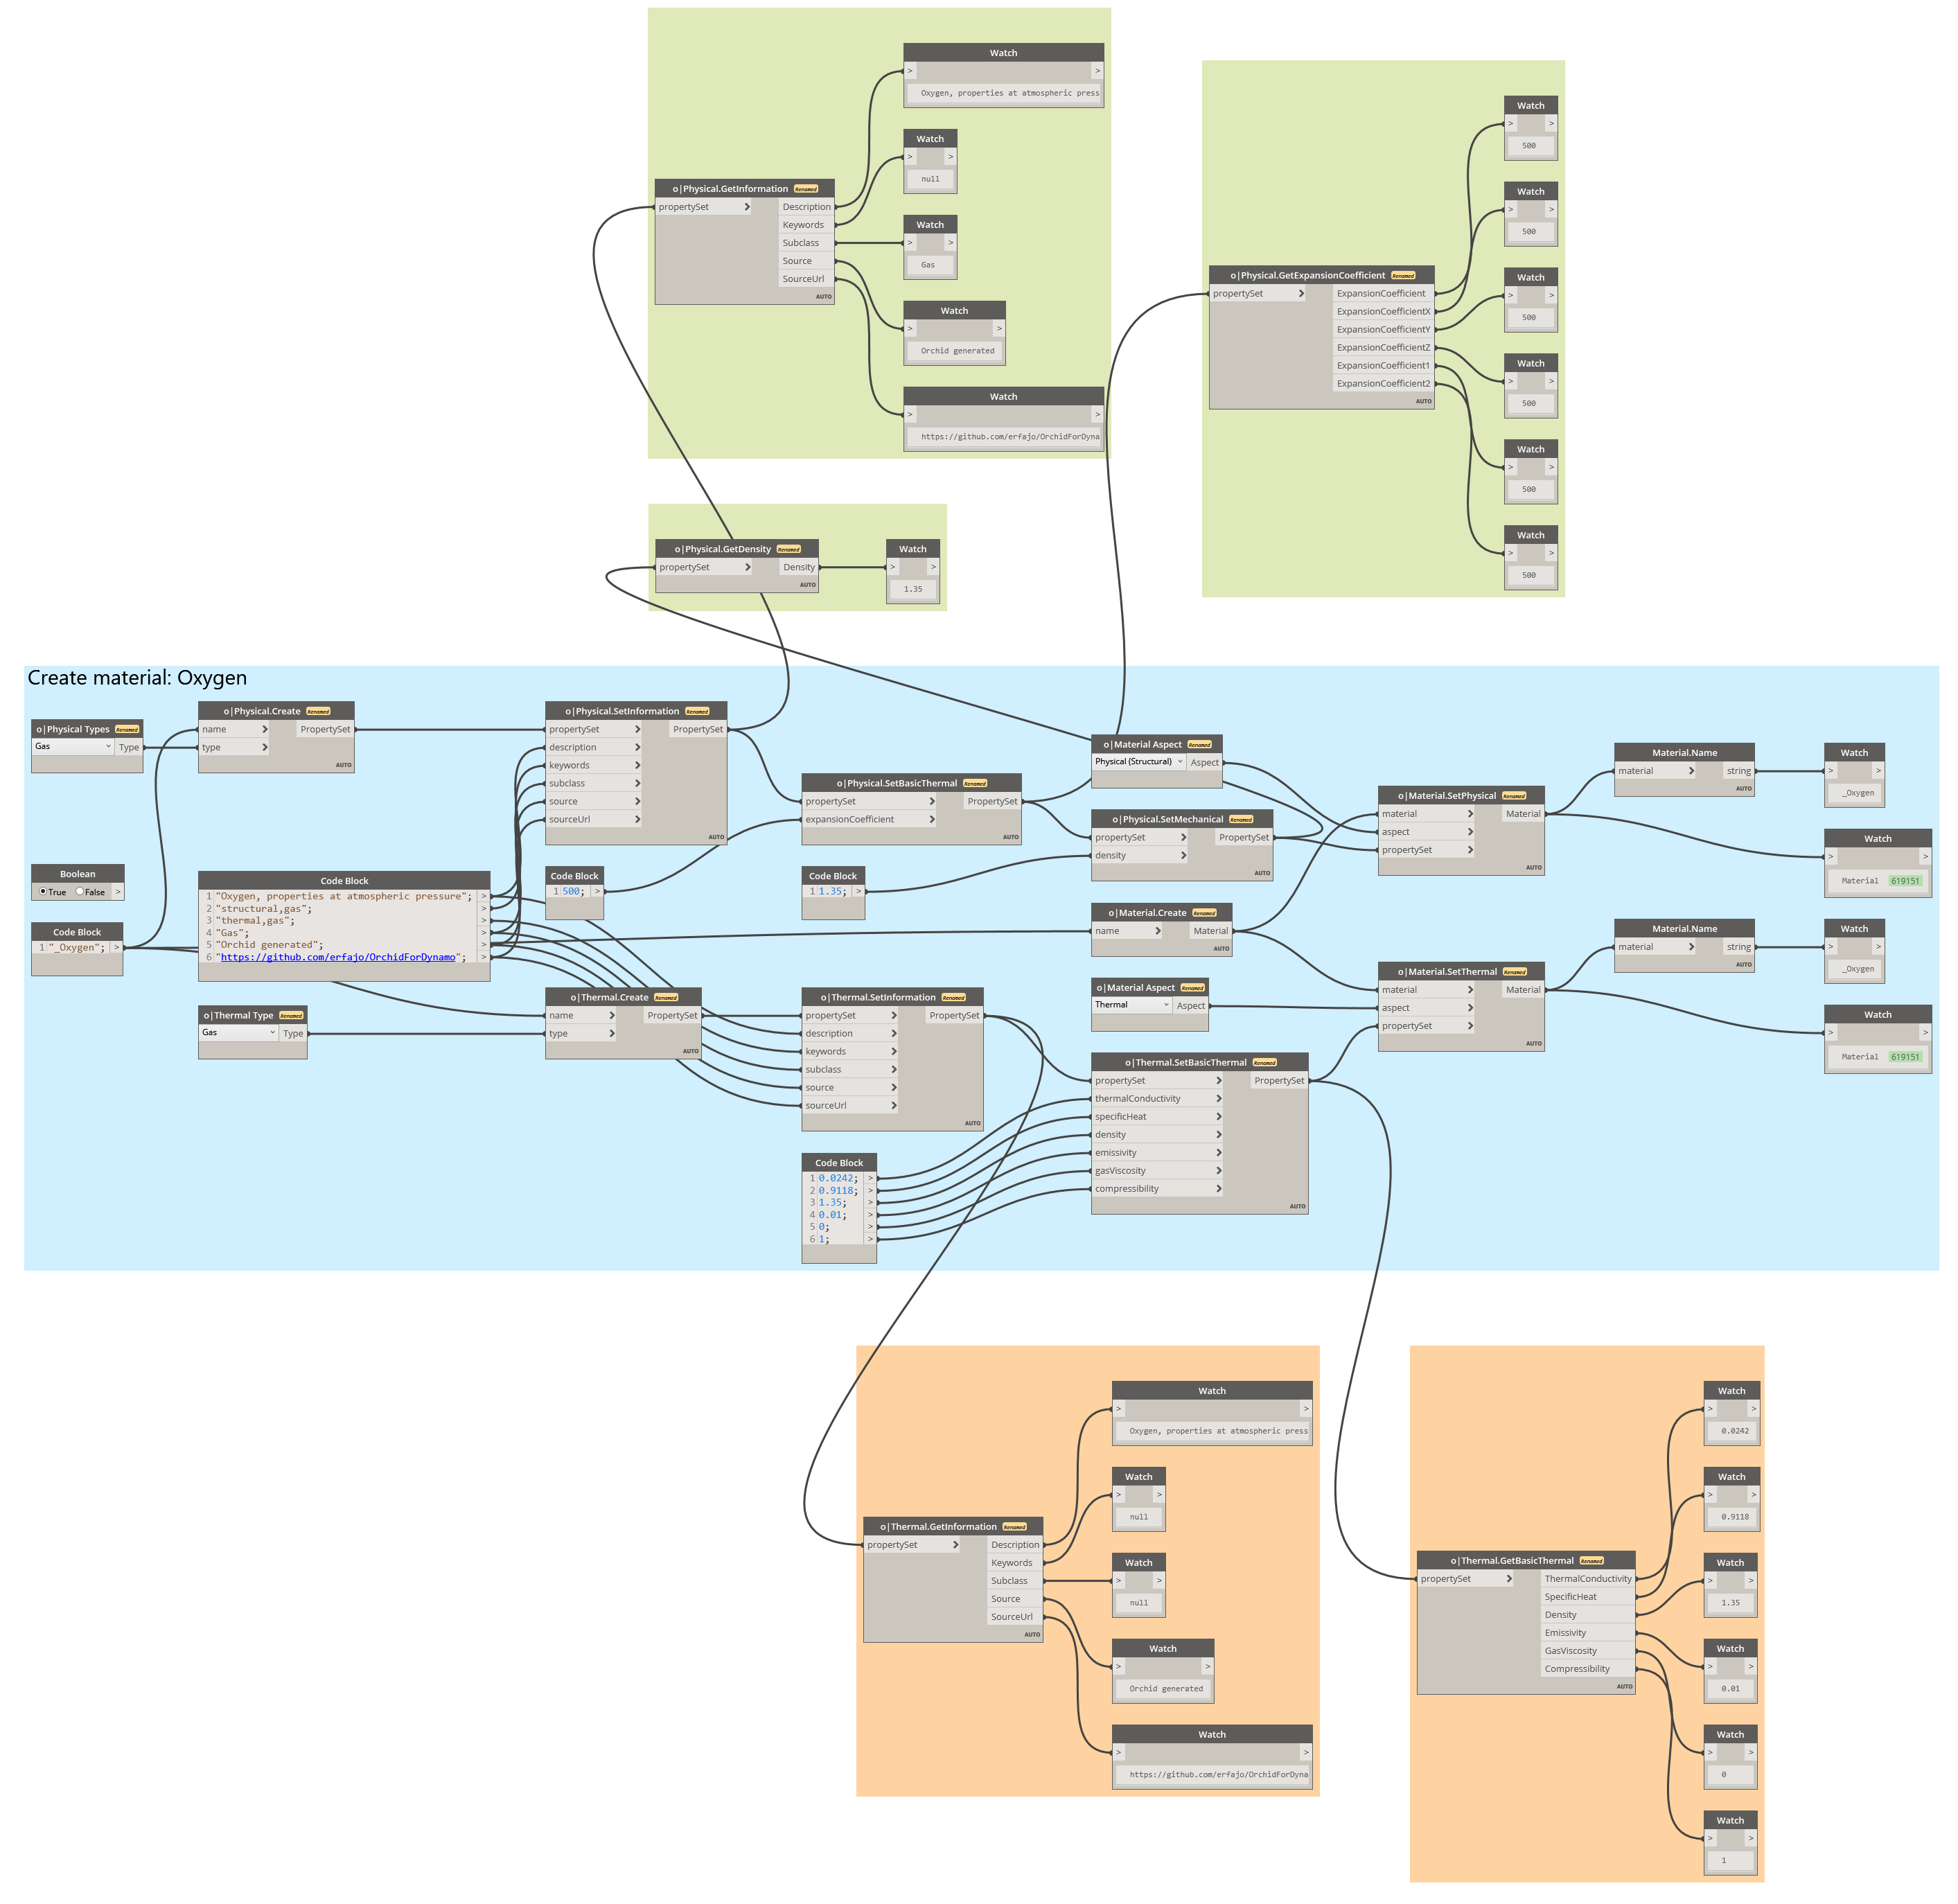 Watch
> >
Oxygen, properties at atmospheric press
Watch
> >
null
o|Physical.GetInformation Renamed
propertySet > Description
Keywords
Subclass
Source
SourceUrl
AUTO
Watch
> >
Gas
Watch
> >
Orchid generated
Watch
> >
https://github.com/erfajo/OrchidForDyna
Watch
> >
500
Watch
> >
500
o|Physical.GetExpansionCoefficient Renamed
propertySet > ExpansionCoefficient
ExpansionCoefficientX
ExpansionCoefficientY
ExpansionCoefficientZ
ExpansionCoefficient1
ExpansionCoefficient2
AUTO
Watch
> >
500
Watch
> >
500
Watch
> >
500
Watch
> >
500
o|Physical.GetDensity Renamed
propertySet > Density
AUTO
Watch
> >
1.35
Create material: Oxygen
o|Physical Types Renamed
Gas Type
o|Physical.Create Renamed
name > PropertySet
type >
AUTO
o|Physical.SetInformation Renamed
propertySet > PropertySet
description >
keywords >
subclass >
source >
sourceUrl >
AUTO
o|Physical.SetBasicThermal Renamed
propertySet > PropertySet
expansionCoefficient >
AUTO
o|Material Aspect Renamed
Physical (Structural) Aspect
o|Physical.SetMechanical Renamed
propertySet > PropertySet
density >
AUTO
o|Material.SetPhysical Renamed
material > Material
aspect >
propertySet >
AUTO
Material.Name
material > string
AUTO
Watch
> >
_Oxygen
Watch
> >
Material 619151
Boolean
True False >
Code Block
1 "_Oxygen"; >
Code Block
1 "Oxygen, properties at atmospheric pressure"; >
2 "structural,gas"; >
3 "thermal,gas"; >
4 "Gas"; >
5 "Orchid generated"; >
6 "https://github.com/erfajo/OrchidForDynamo"; >
Code Block
1 500; >
Code Block
1 1.35; >
o|Material.Create Renamed
name > Material
AUTO
Material.Name
material > string
AUTO
Watch
> >
_Oxygen
o|Thermal Type Renamed
Gas Type
o|Thermal.Create Renamed
name > PropertySet
type >
AUTO
o|Thermal.SetInformation Renamed
propertySet > PropertySet
description >
keywords >
subclass >
source >
sourceUrl >
AUTO
o|Material Aspect Renamed
Thermal Aspect
o|Material.SetThermal Renamed
material > Material
aspect >
propertySet >
AUTO
Watch
> >
Material 619151
o|Thermal.SetBasicThermal Renamed
propertySet > PropertySet
thermalConductivity >
specificHeat >
density >
emissivity >
gasViscosity >
compressibility >
AUTO
Code Block
1 0.0242; >
2 0.9118; >
3 1.35; >
4 0.01; >
5 0; >
6 1; >
Watch
> >
Oxygen, properties at atmospheric press
Watch
> >
null
o|Thermal.GetInformation Renamed
propertySet > Description
Keywords
Subclass
Source
SourceUrl
AUTO
Watch
> >
null
Watch
> >
Orchid generated
Watch
> >
https://github.com/erfajo/OrchidForDyna
Watch
> >
0.0242
Watch
> >
0.9118
o|Thermal.GetBasicThermal Renamed
propertySet > ThermalConductivity
SpecificHeat
Density
Emissivity
GasViscosity
Compressibility
AUTO
Watch
> >
1.35
Watch
> >
0.01
Watch
> >
0
Watch
> >
1